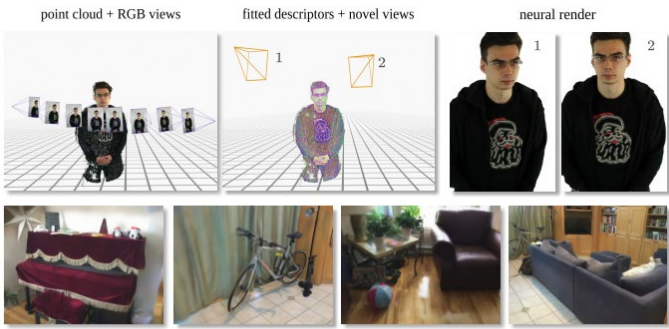 point cloud + RGB views
fitted descriptors + novel views
neural render
1
2
1
2